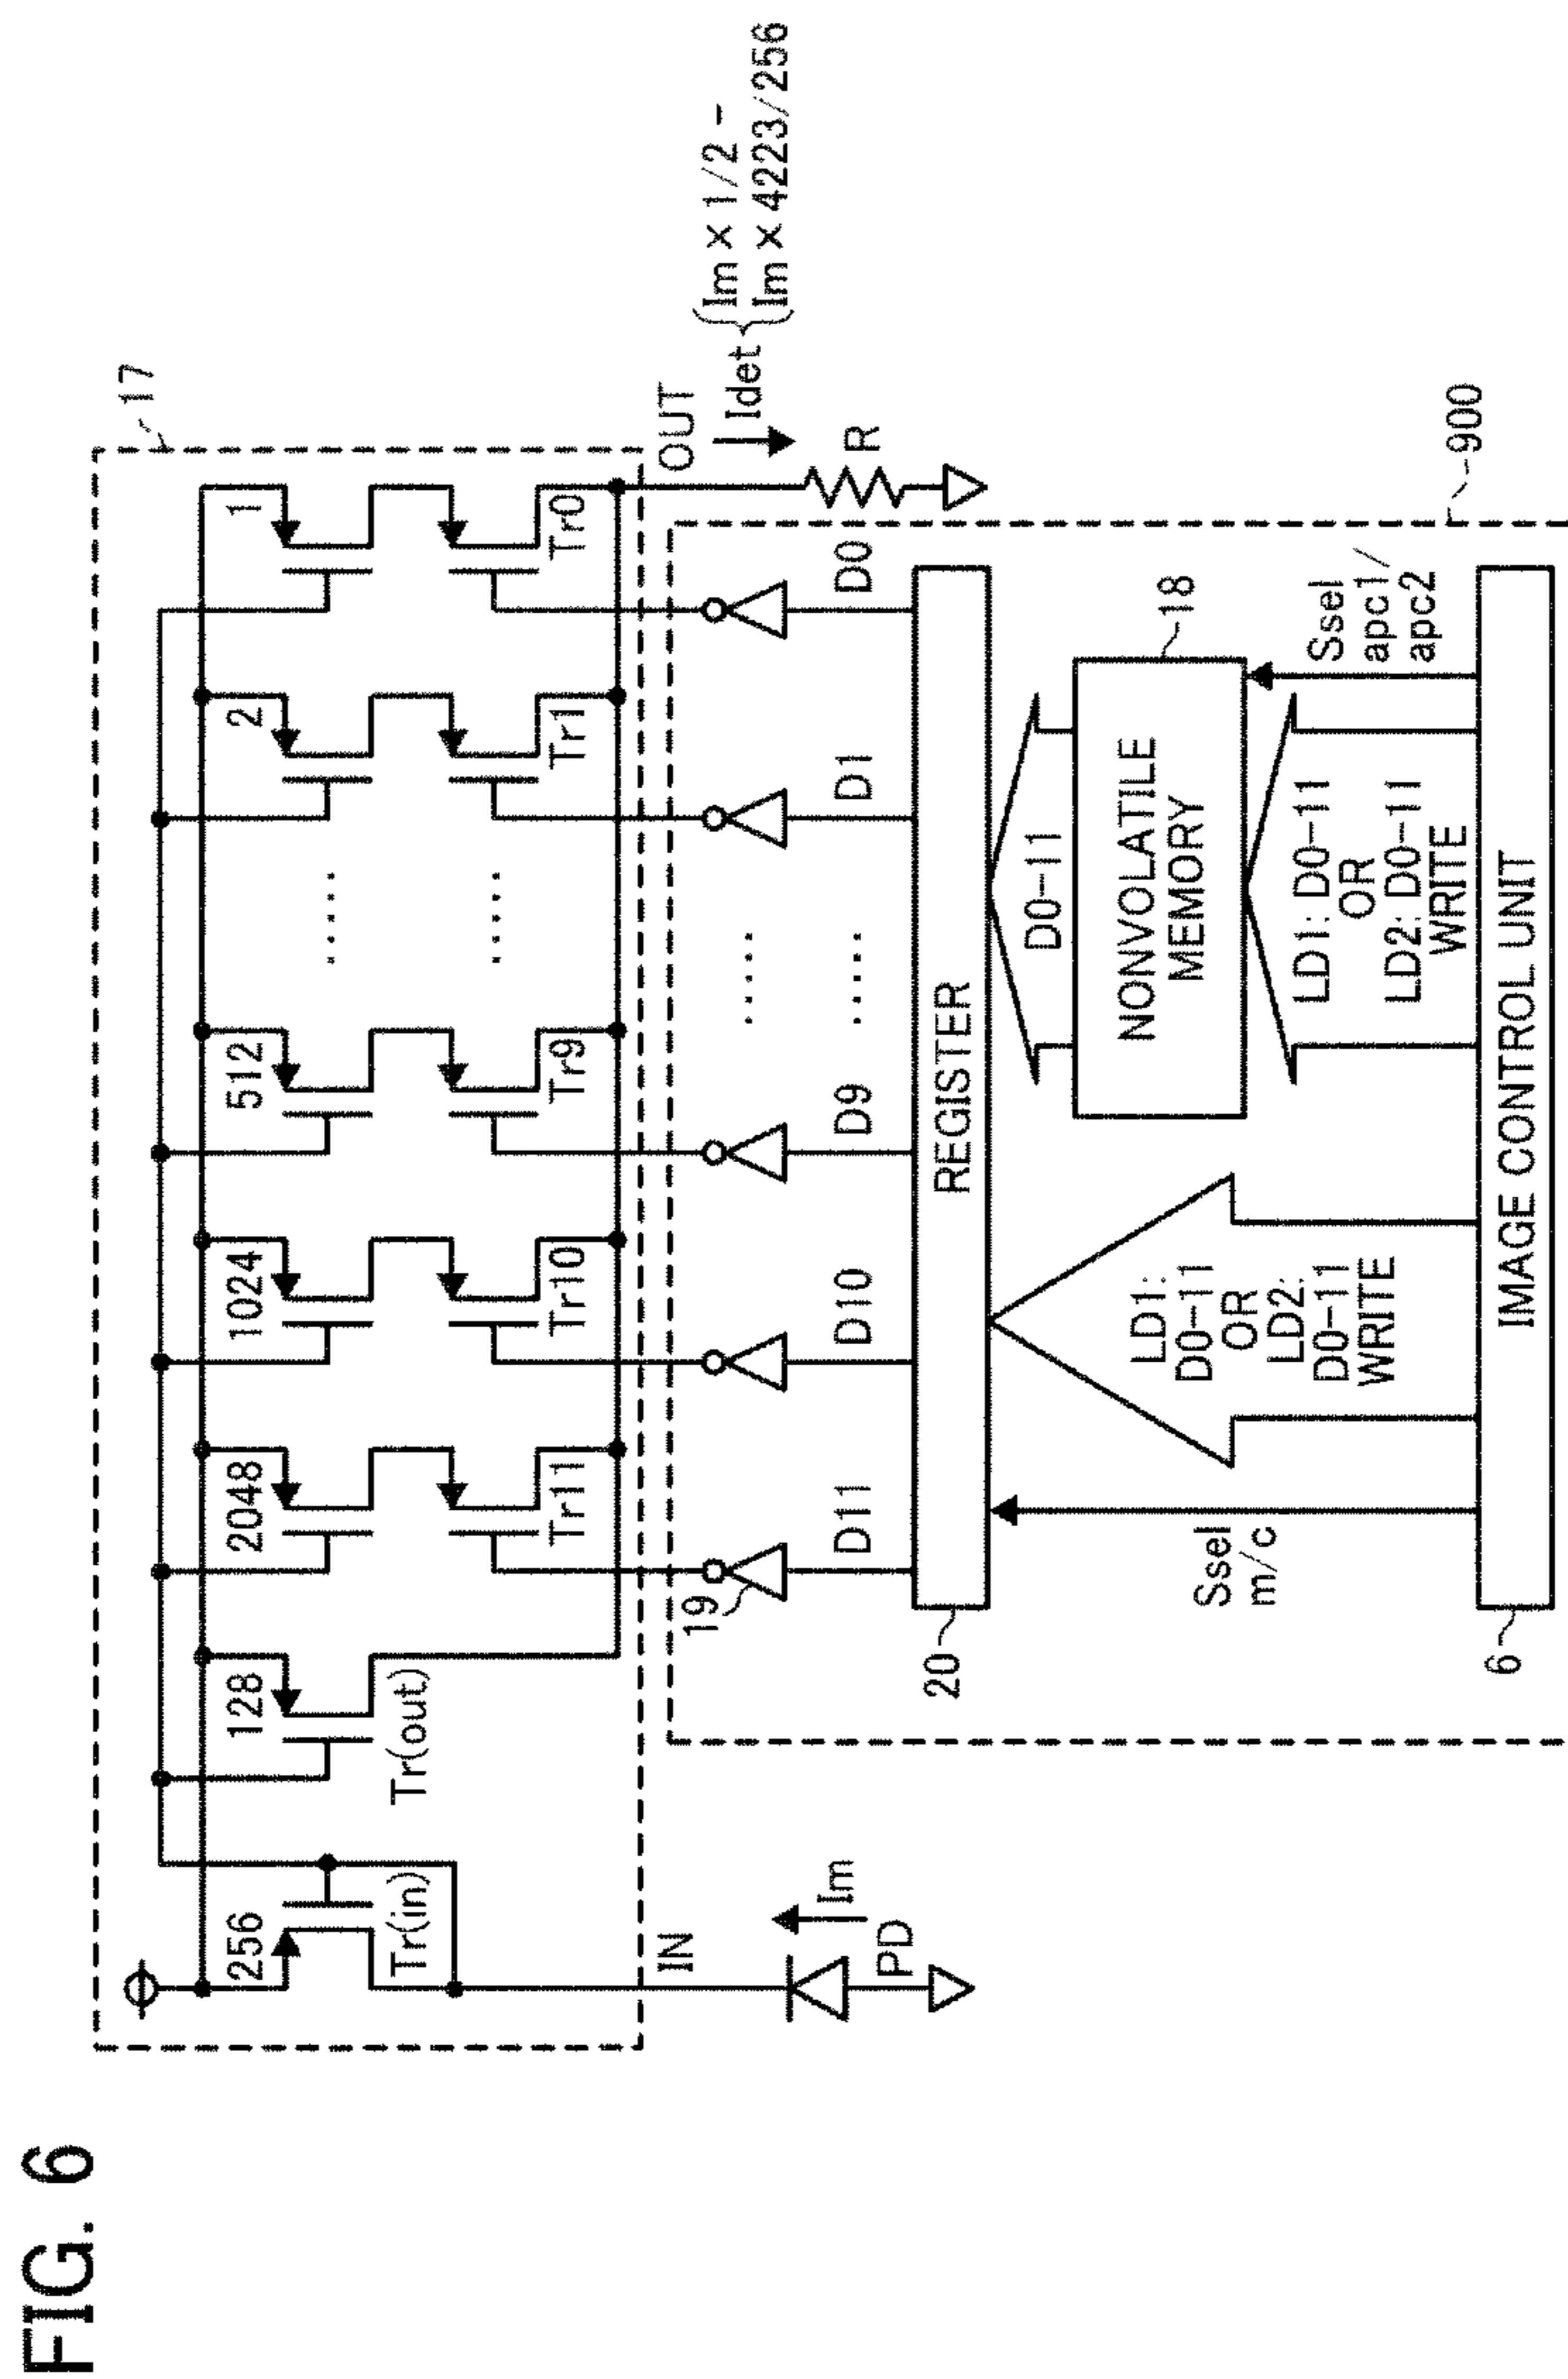 FIG. 6
17
256
128
2048
1024
512
2
1
Tr(in)
Tr(out)
Tr11
Tr10
Tr9
Tr1
Tr0
.....
.....
IN
OUT
Im
PD
Idet
Im × 1/2 -
Im × 4223/256
R
19
D11
D10
D9
.....
.....
D1
D0
900
20
REGISTER
Ssel
m/c
LD1:
D0-11
OR
LD2:
D0-11
WRITE
D0-11
NONVOLATILE
MEMORY
18
LD1: D0-11
OR
LD2: D0-11
WRITE
Ssel
apc1/
apc2
6
IMAGE CONTROL UNIT